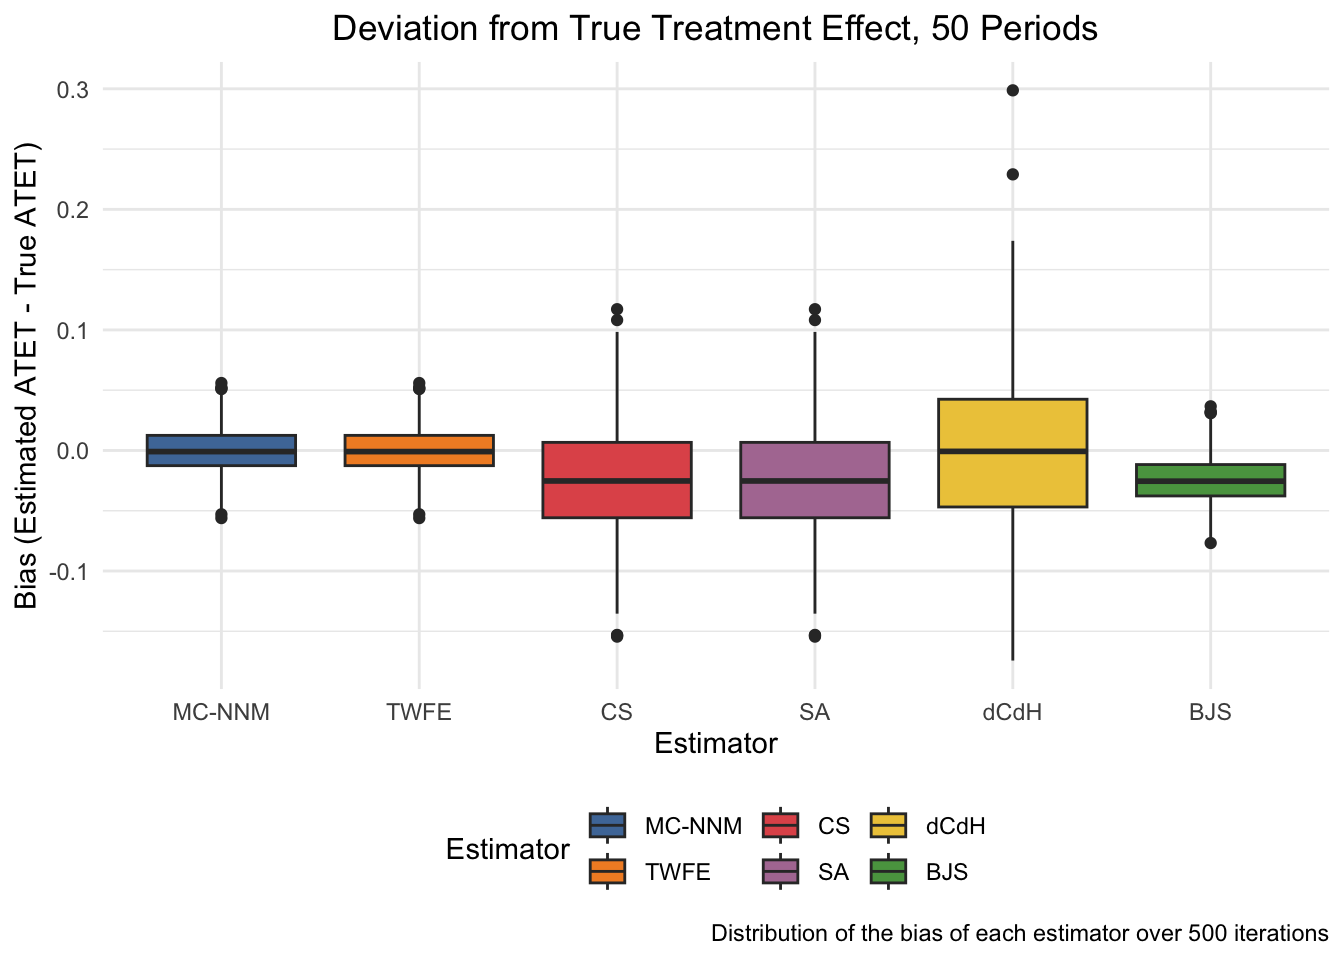 Deviation from True Treatment Effect, 50 Periods
Bias (Estimated ATET - True ATET)
0.3
0.2
0.1
0.0
-0.1
MC-NNM TWFE CS SA dCdH BJS
Estimator
Estimator
MC-NNM CS dCdH
TWFE SA BJS
Distribution of the bias of each estimator over 500 iterations